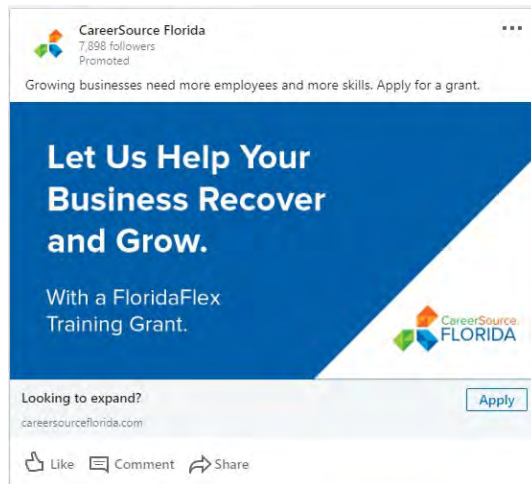 CareerSource Florida
7,898 followers
Promoted
Growing businesses need more employees and more skills. Apply for a grant.
Let Us Help Your
Business Recover
and Grow.
With a FloridaFlex
Training Grant.
CareerSource
FLORIDA
Looking to expand?
Apply
careersourceflorida.com
Like Comment Share